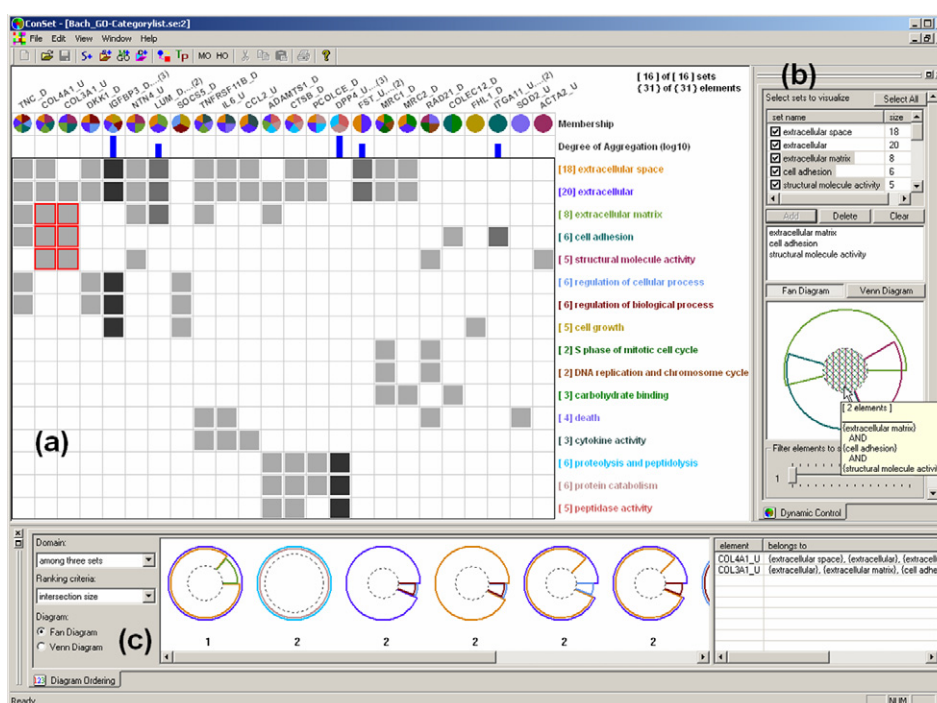 ConSet - [Bach_GO-Categorylist.se:2]
File Edit View Window Help
S+ Tp MO HO ?
TNC_D
COL4A1_U
COL3A1_U
DKK1_D
IGFBP3_D...(3)
NTN4_U
LUM_D...(2)
SOCS5_D
TNFRSF11B_D
IL6_U
CCL2_U
ADAMTS1_D
CTSB_D
PCOLCE_D
DPP4_U...(3)
FST_U...(2)
MRC1_D
MRC2_D
RAD21_D
COLEC12_D
FHL1_D
ITGA11_U...(2)
SOD2_U
ACTA2_U
[ 16 ] of [ 16 ] sets
{ 31 } of { 31 } elements
Membership
Degree of Aggregation (log10)
[18] extracellular space
[20] extracellular
[ 8] extracellular matrix
[ 6] cell adhesion
[ 5] structural molecule activity
[ 6] regulation of cellular process
[ 6] regulation of biological process
[ 5] cell growth
[ 2] S phase of mitotic cell cycle
[ 2] DNA replication and chromosome cycle
[ 3] carbohydrate binding
[ 4] death
[ 3] cytokine activity
[ 6] proteolysis and peptidolysis
[ 6] protein catabolism
[ 5] peptidase activity
(a)
(b)
Select sets to visualize
Select All
set name size
extracellular space 18
extracellular 20
extracellular matrix 8
cell adhesion 6
structural molecule activity 5
Add Delete Clear
extracellular matrix
cell adhesion
structural molecule activity
Fan Diagram Venn Diagram
[ 2 elements ]
{extracellular matrix}
AND
{cell adhesion}
AND
{structural molecule activi
Filter elements to s
1
Dynamic Control
Domain:
among three sets
Ranking criteria:
intersection size
Diagram:
Fan Diagram
Venn Diagram
(c)
1 2 2 2 2 2
element belongs to
COL4A1_U {extracellular space}, {extracellular}, {extracell
COL3A1_U {extracellular}, {extracellular matrix}, {cell adhe
123 Diagram Ordering
Ready
NUM